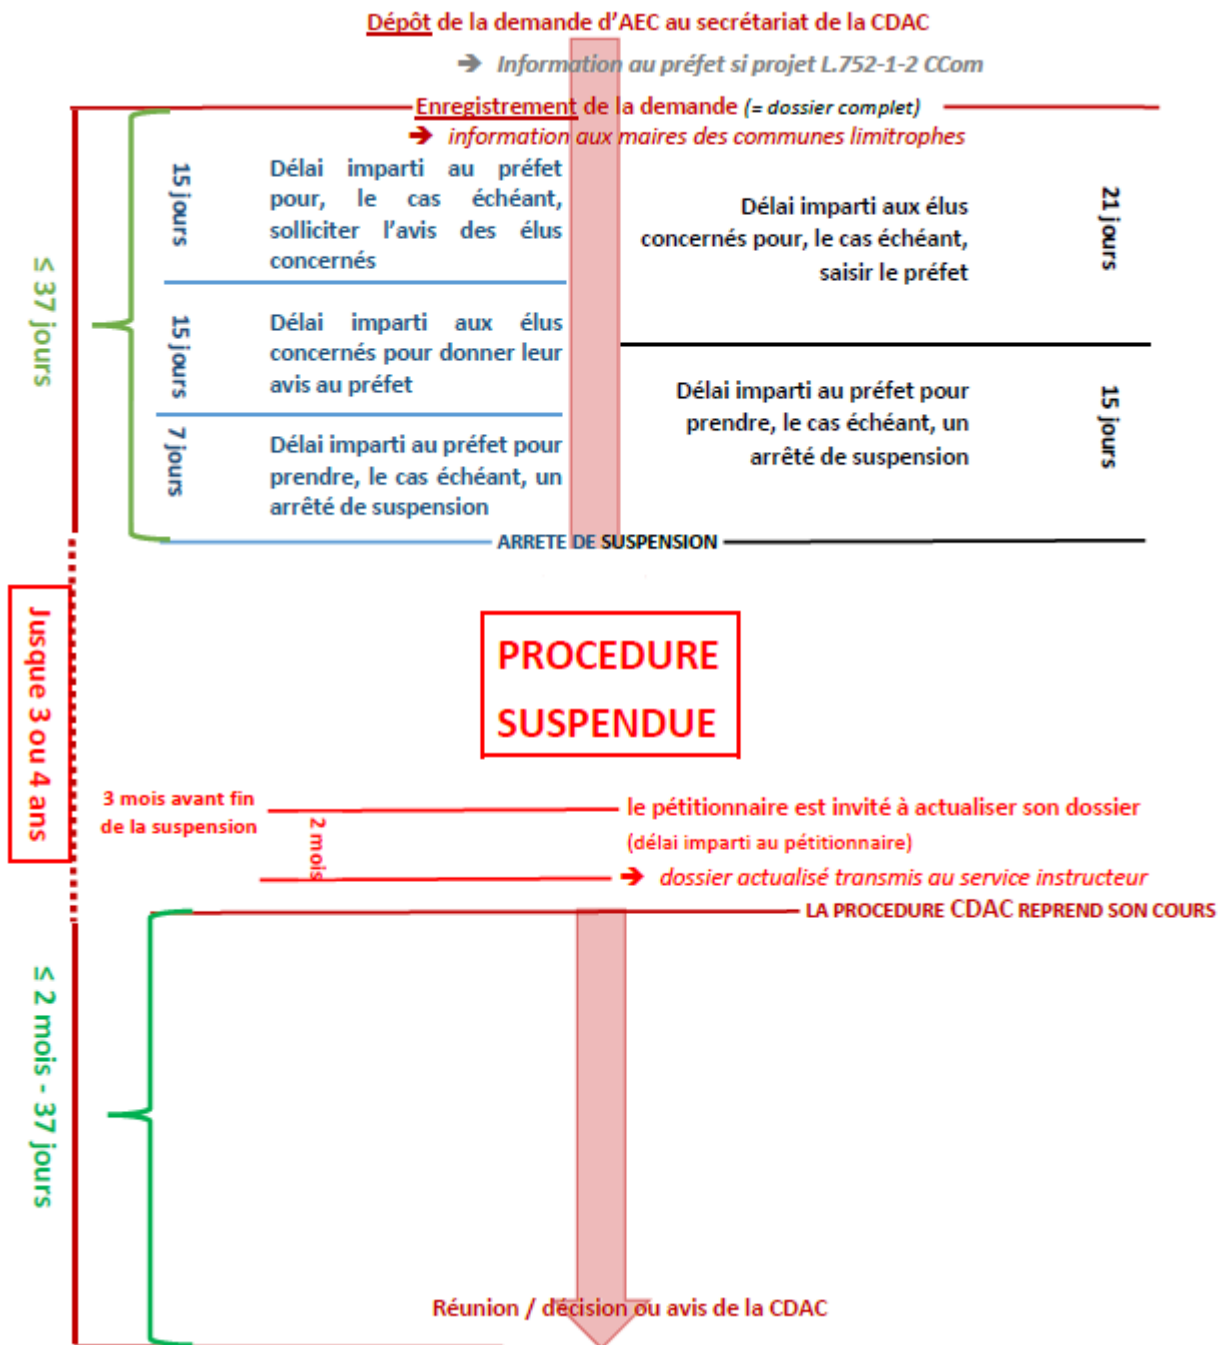 Dépôt de la demande d'AEC au secrétariat de la CDAC
➔ Information au préfet si projet L.752-1-2 CCom
Enregistrement de la demande (= dossier complet)
➔ information aux maires des communes limitrophes
≤ 37 jours
15 jours
Délai imparti au préfet
pour, le cas échéant,
solliciter l'avis des élus
concernés
15 jours
Délai imparti aux élus
concernés pour donner leur
avis au préfet
7 jours
Délai imparti au préfet pour
prendre, le cas échéant, un
arrêté de suspension
Délai imparti aux élus
concernés pour, le cas échéant,
saisir le préfet
21 jours
Délai imparti au préfet pour
prendre, le cas échéant, un
arrêté de suspension
15 jours
ARRETE DE SUSPENSION
Jusque 3 ou 4 ans
PROCEDURE
SUSPENDUE
3 mois avant fin
de la suspension
2 mois
le pétitionnaire est invité à actualiser son dossier
(délai imparti au pétitionnaire)
➔ dossier actualisé transmis au service instructeur
LA PROCEDURE CDAC REPREND SON COURS
≤ 2 mois - 37 jours
Réunion / décision ou avis de la CDAC